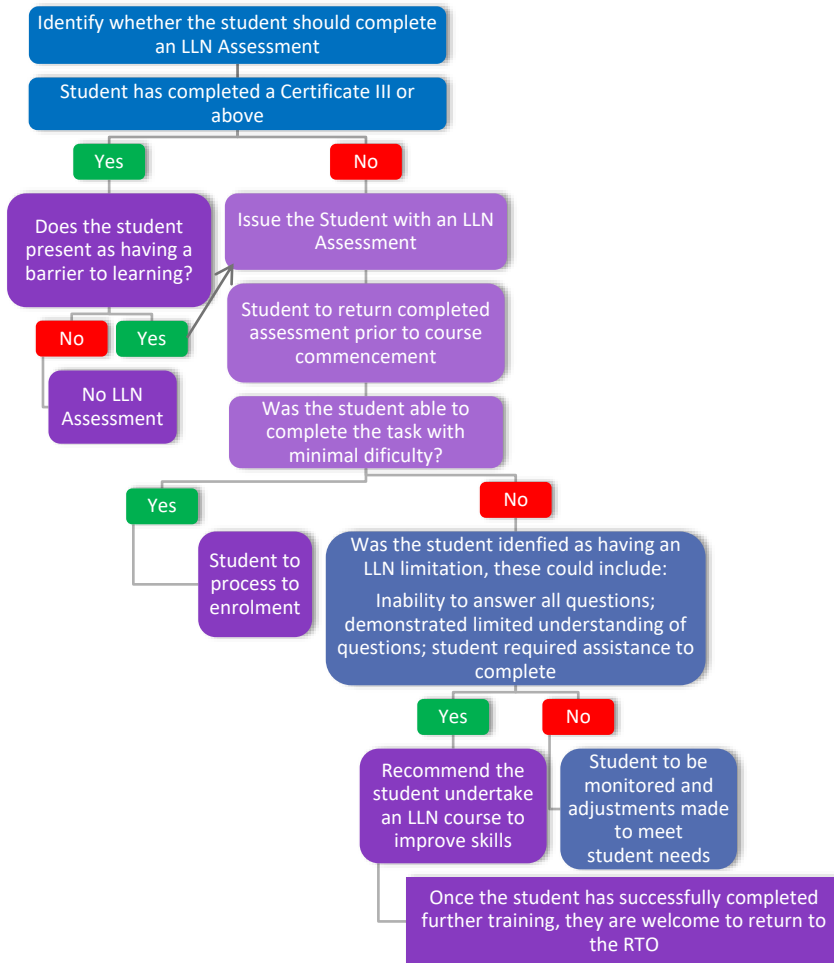 Identify whether the student should complete
an LLN Assessment
Student has completed a Certificate III or
above
Yes
No
Does the student
present as having a
barrier to learning?
Issue the Student with an LLN
Assessment
Student to return completed
assessment prior to course
commencement
No
Yes
No LLN
Assessment
Was the student able to
complete the task with
minimal dificulty?
Yes
No
Student to
process to
enrolment
Was the student idenfied as having an
LLN limitation, these could include:
Inability to answer all questions;
demonstrated limited understanding of
questions; student required assistance to
complete
Yes
No
Recommend the
student undertake
an LLN course to
improve skills
Student to be
monitored and
adjustments made
to meet
student needs
Once the student has successfully completed
further training, they are welcome to return to
the RTO